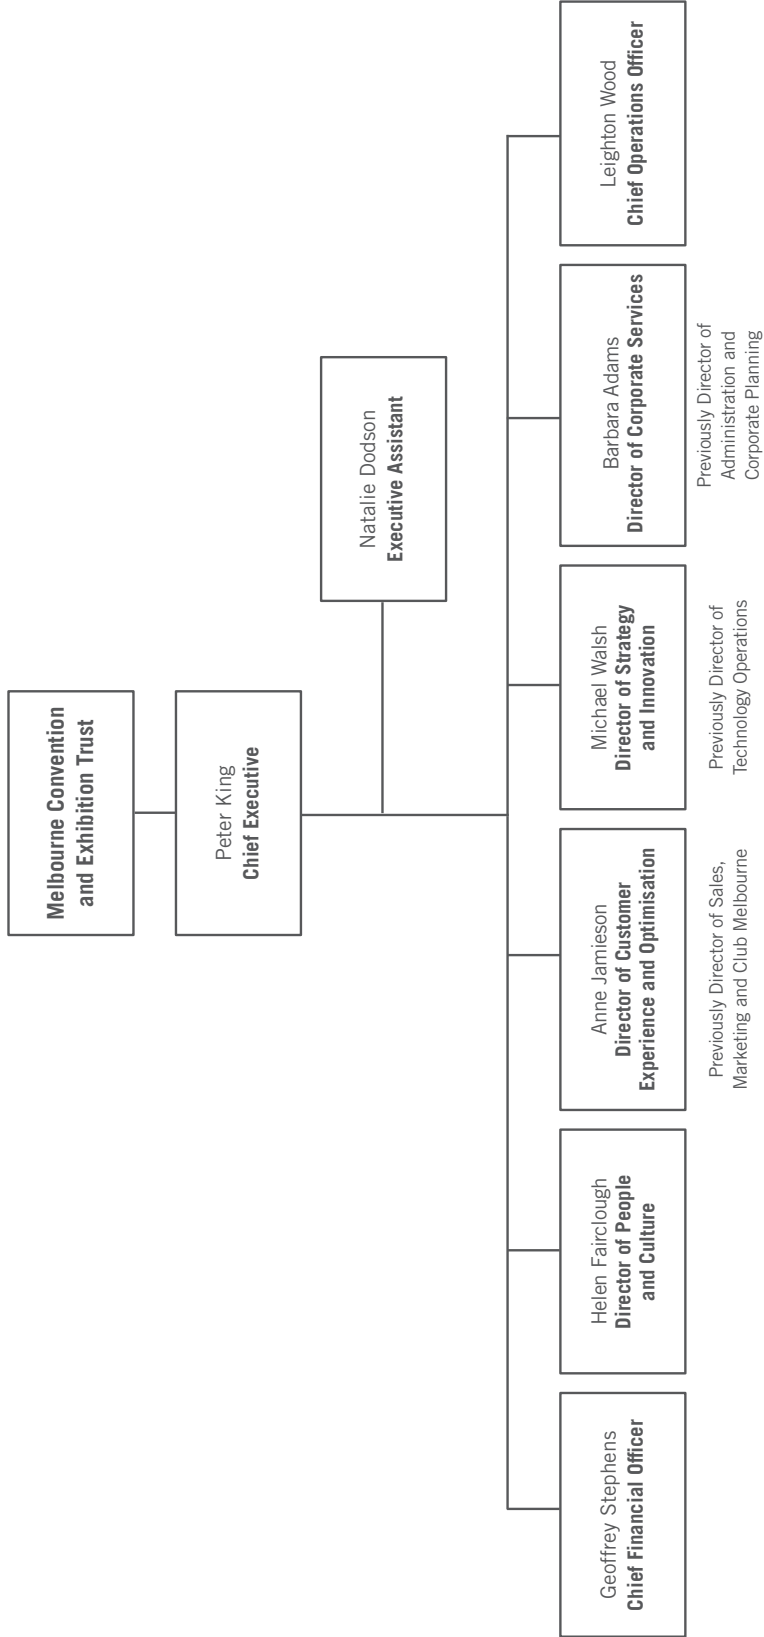 Melbourne Convention
and Exhibition Trust
Peter King
Chief Executive
Natalie Dodson
Executive Assistant
Geoffrey Stephens
Chief Financial Officer
Helen Fairclough
Director of People
and Culture
Anne Jamieson
Director of Customer
Experience and Optimisation
Previously Director of Sales,
Marketing and Club Melbourne
Michael Walsh
Director of Strategy
and Innovation
Previously Director of
Technology Operations
Barbara Adams
Director of Corporate Services
Previously Director of
Administration and
Corporate Planning
Leighton Wood
Chief Operations Officer